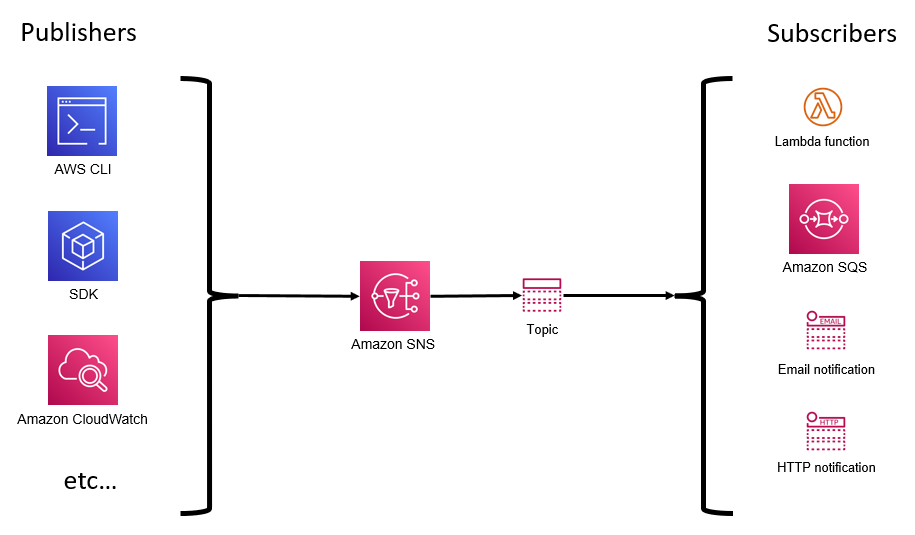 Publishers
AWS CLI
SDK
Amazon CloudWatch
etc...
Amazon SNS
Topic
Subscribers
Lambda function
Amazon SQS
EMAIL
Email notification
HTTP
HTTP notification